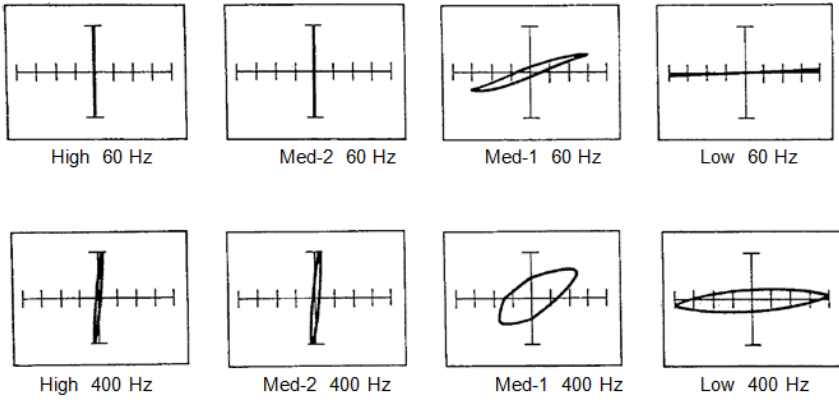 High 60 Hz
Med-2 60 Hz
Med-1 60 Hz
Low 60 Hz
High 400 Hz
Med-2 400 Hz
Med-1 400 Hz
Low 400 Hz